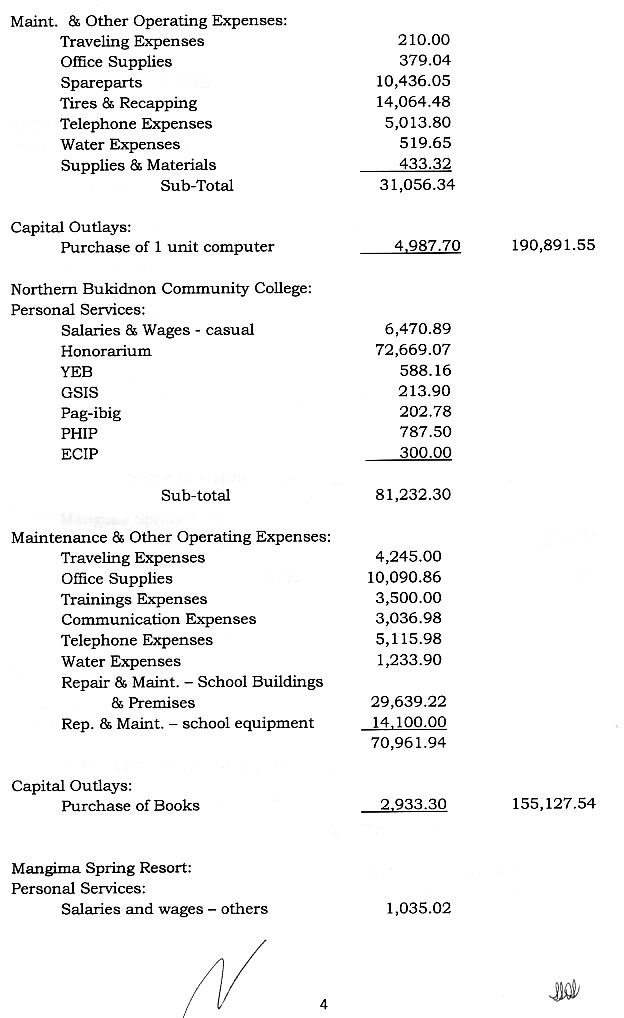 Maint. & Other Operating Expenses:
Traveling Expenses 210.00
Office Supplies 379.04
Spareparts 10,436.05
Tires & Recapping 14,064.48
Telephone Expenses 5,013.80
Water Expenses 519.65
Supplies & Materials 433.32
Sub-Total 31,056.34
Capital Outlays:
Purchase of 1 unit computer 4,987.70 190,891.55
Northern Bukidnon Community College:
Personal Services:
Salaries & Wages - casual 6,470.89
Honorarium 72,669.07
YEB 588.16
GSIS 213.90
Pag-ibig 202.78
PHIP 787.50
ECIP 300.00
Sub-total 81,232.30
Maintenance & Other Operating Expenses:
Traveling Expenses 4,245.00
Office Supplies 10,090.86
Trainings Expenses 3,500.00
Communication Expenses 3,036.98
Telephone Expenses 5,115.98
Water Expenses 1,233.90
Repair & Maint. – School Buildings
& Premises 29,639.22
Rep. & Maint. – school equipment 14,100.00
70,961.94
Capital Outlays:
Purchase of Books 2,933.30 155,127.54
Mangima Spring Resort:
Personal Services:
Salaries and wages – others 1,035.02
4